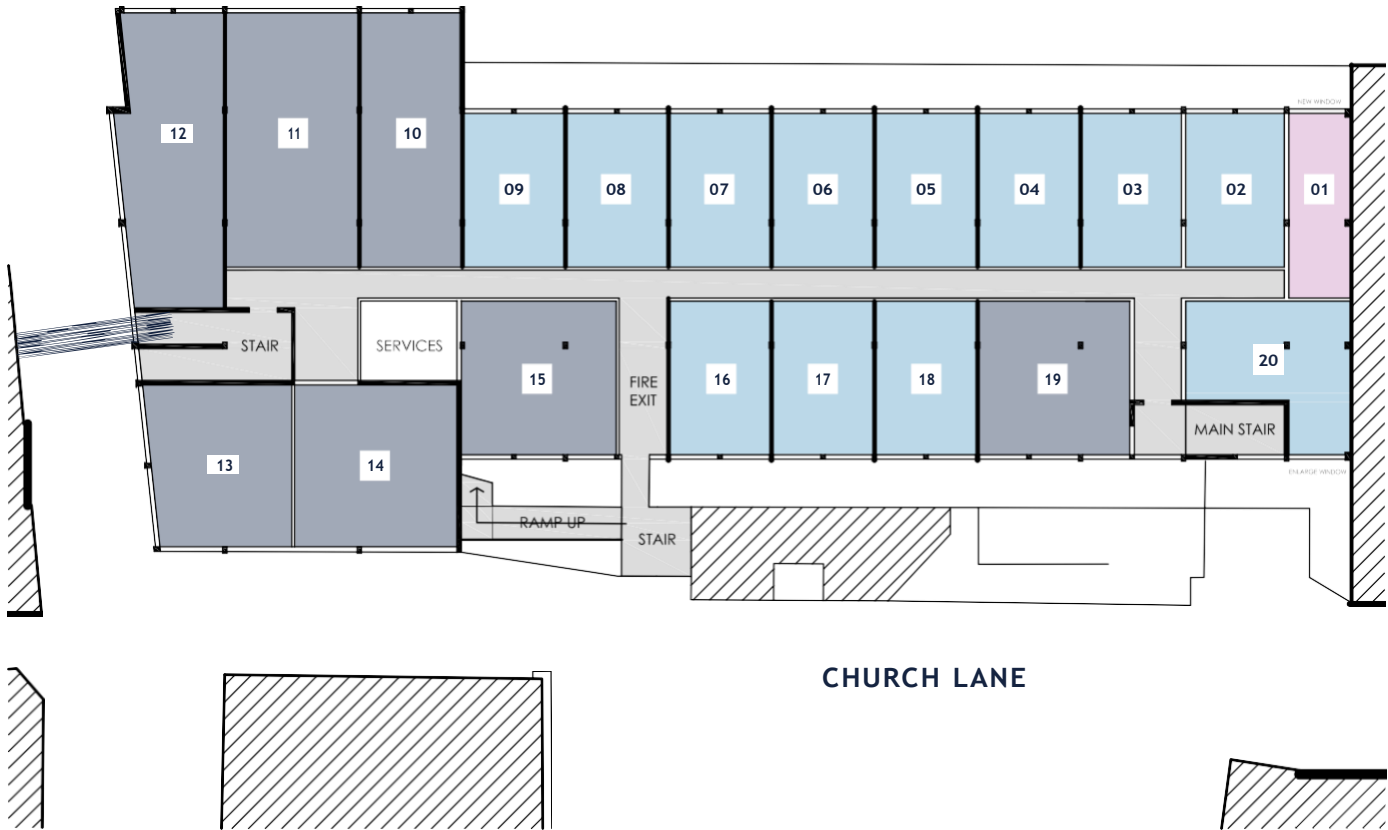 NEW WINDOW
12
11
10
09
08
07
06
05
04
03
02
01
STAIR
SERVICES
15
FIRE
EXIT
16
17
18
19
20
MAIN STAIR
13
14
ENLARGE WINDOW
RAMP UP
STAIR
CHURCH LANE